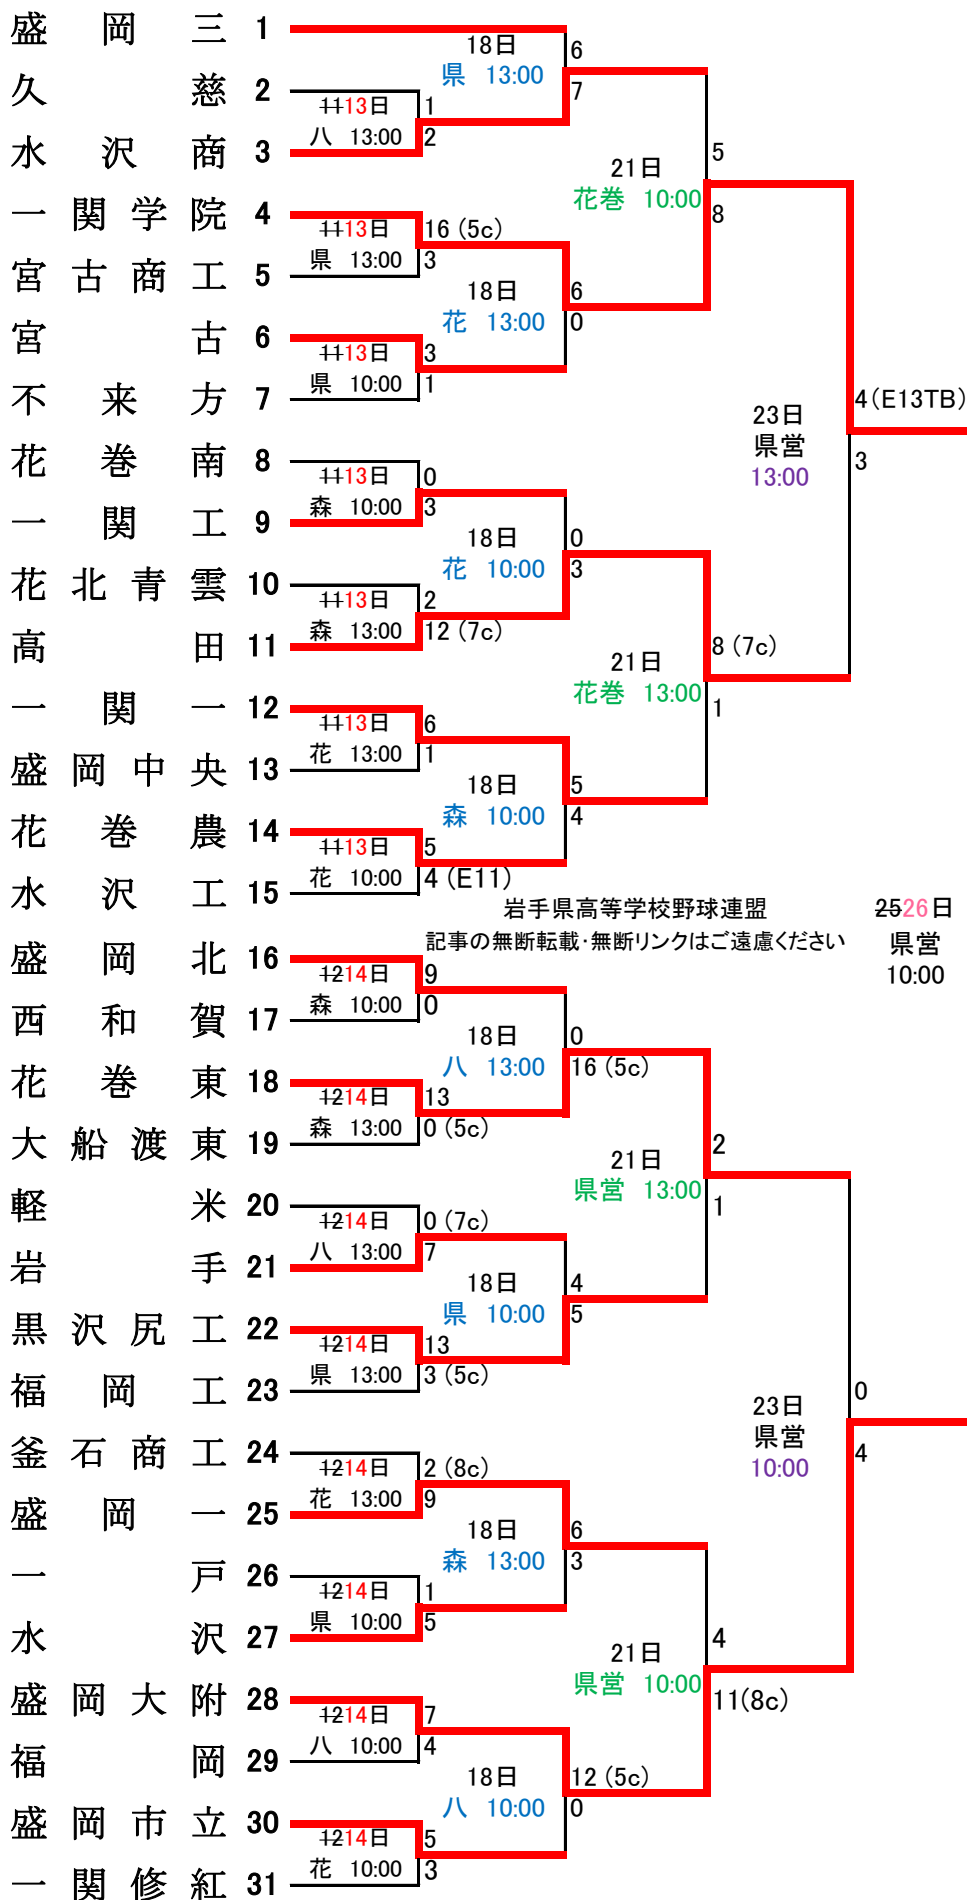 盛岡三 1
18日 6
県 13:00
久慈 2
7
1113日 1
八 13:00 2
水沢商 3
5
21日
花巻 10:00
8
一関学院 4
1113日 16 (5c)
県 13:00 3
宮古商工 5
18日 6
花 13:00 0
宮古 6
1113日 3
県 10:00 1
不来方 7
4(E13TB)
23日
県営
13:00
3
花巻南 8
1113日 0
森 10:00 3
一関工 9
18日 0
花 10:00 3
花北青雲 10
1113日 2
森 13:00 12 (7c)
高田 11
8 (7c)
21日
花巻 13:00
1
一関一 12
1113日 6
花 13:00 1
盛岡中央 13
18日 5
森 10:00 4
花巻農 14
1113日 5
花 10:00 4 (E11)
水沢工 15
岩手県高等学校野球連盟
記事の無断転載・無断リンクはご遠慮ください
2526日
県営
10:00
盛岡北 16
1214日 9
森 10:00 0
西和賀 17
18日 0
八 13:00 16 (5c)
花巻東 18
1214日 13
森 13:00 0 (5c)
大船渡東 19
2
21日
県営 13:00
1
軽米 20
1214日 0 (7c)
八 13:00 7
岩手 21
18日 4
県 10:00 5
黒沢尻工 22
1214日 13
県 13:00 3 (5c)
福岡工 23
0
23日
県営
10:00
4
釜石商工 24
1214日 2 (8c)
花 13:00 9
盛岡一 25
18日 6
森 13:00 3
一戸 26
1214日 1
県 10:00 5
水沢 27
4
21日
県営 10:00
11(8c)
盛岡大附 28
1214日 7
八 10:00 4
福岡 29
18日 12 (5c)
八 10:00 0
盛岡市立 30
1214日 5
花 10:00 3
一関修紅 31